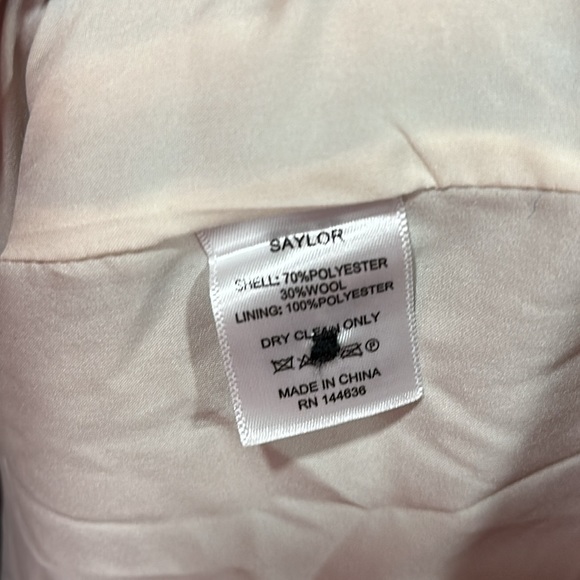 SAYLOR
SHELL: 70%POLYESTER
30%WOOL
LINING: 100%POLYESTER
DRY CLEAN ONLY
P
MADE IN CHINA
RN 144636